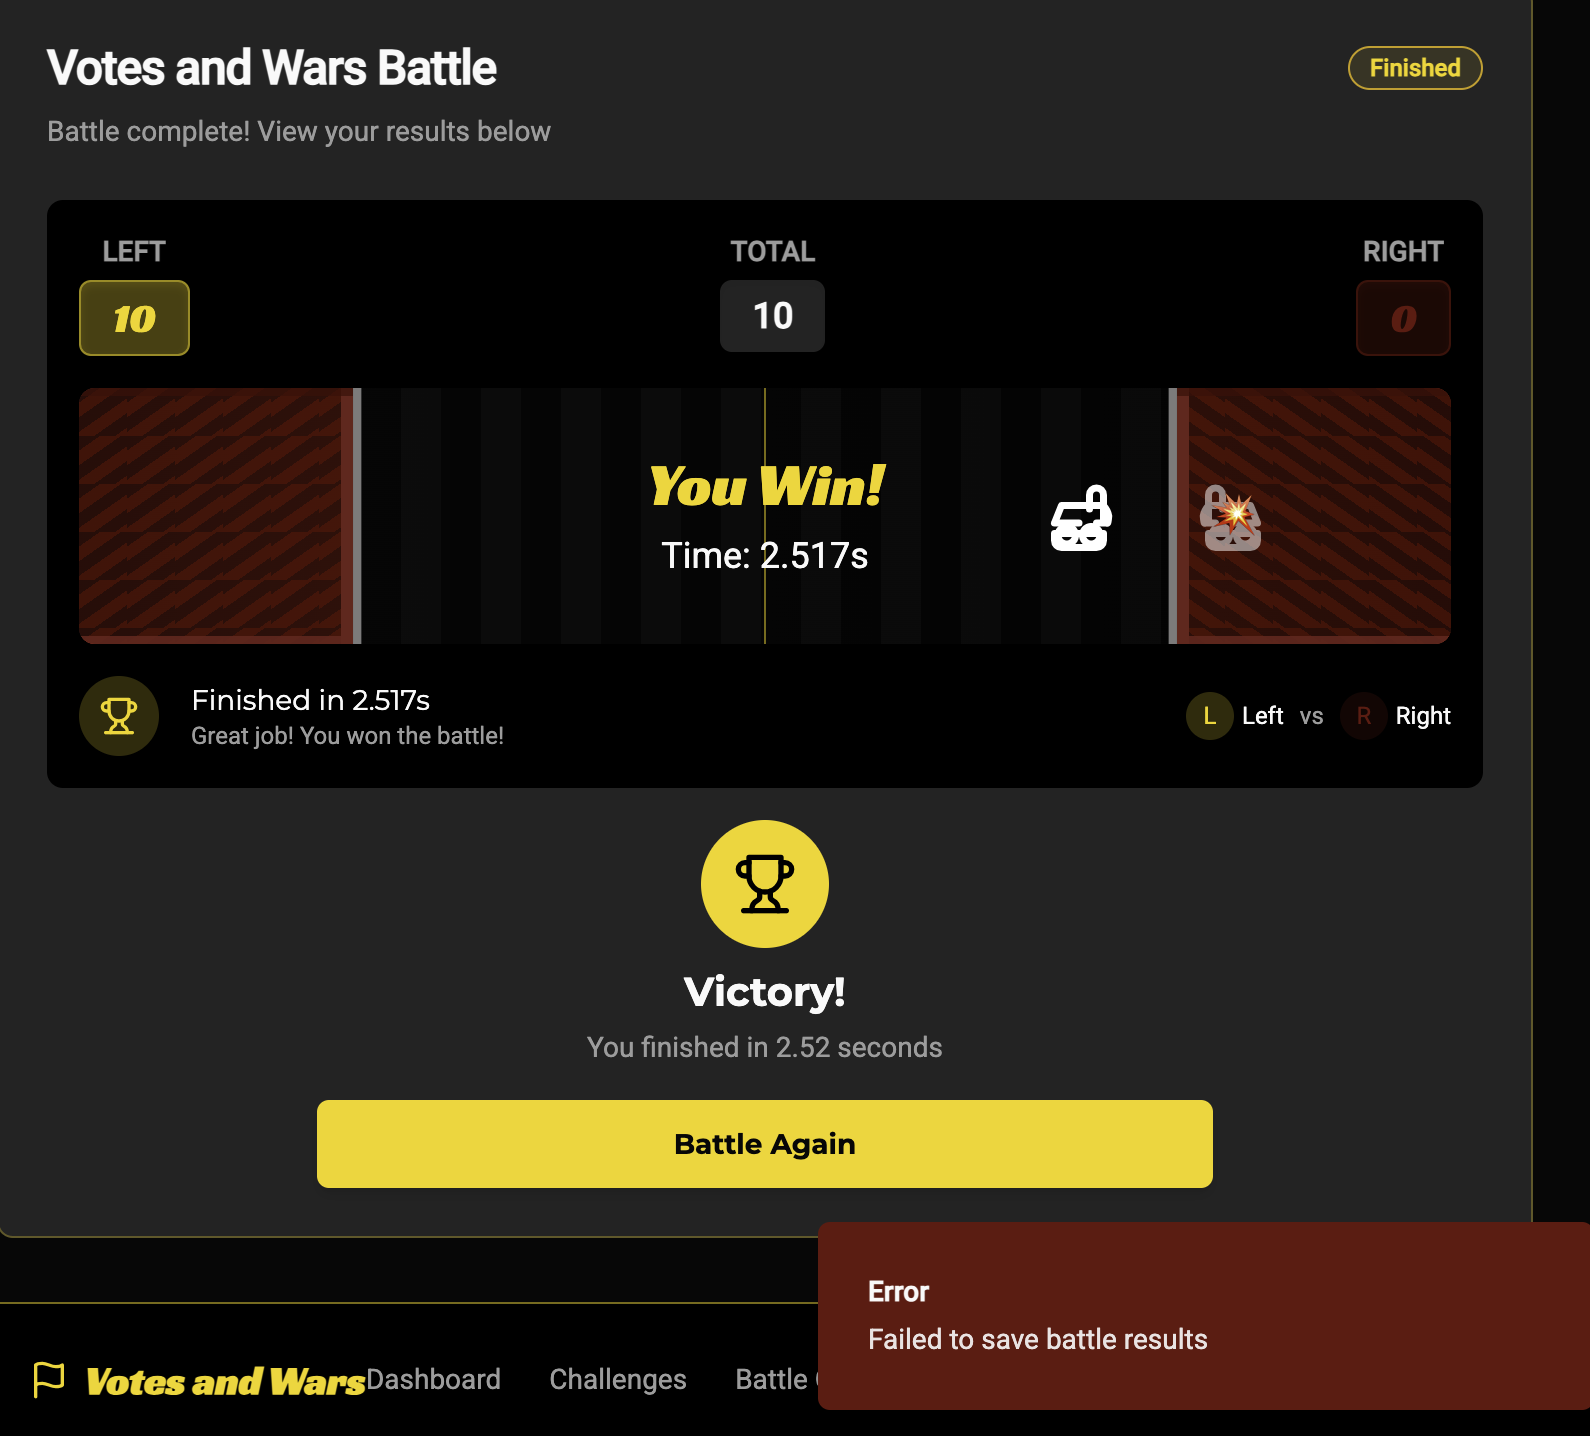 Votes and Wars Battle
Finished
Battle complete! View your results below
LEFT
TOTAL
RIGHT
10
10
0
You Win!
Time: 2.517s
Finished in 2.517s
Great job! You won the battle!
L Left vs R Right
Victory!
You finished in 2.52 seconds
Battle Again
Error
Failed to save battle results
Votes and Wars
Dashboard
Challenges
Battle